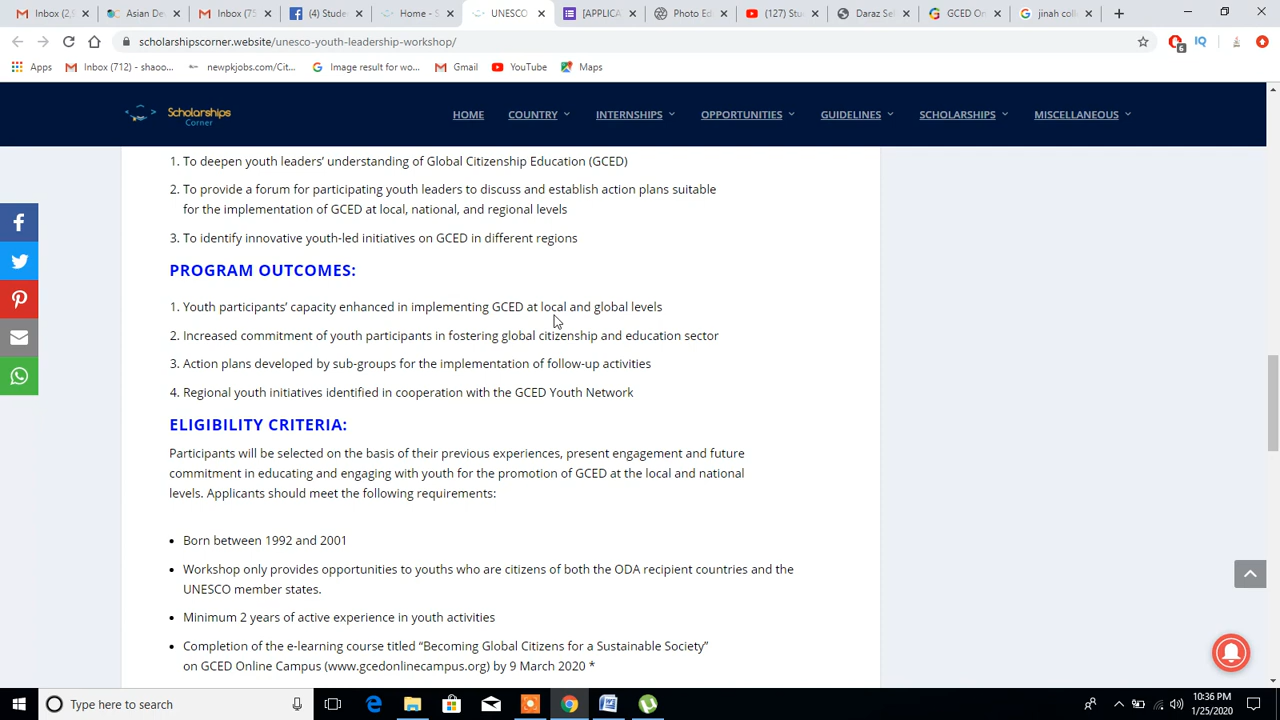 Inbox (2,9
Asian De
Inbox (75
(4) Stude
Home - S
UNESCO
[APPLICA
Photo Ed
(127) Stu
Daraz Sel
GCED On
jinah coll
scholarshipscorner.website/unesco-youth-leadership-workshop/
6
Apps
Inbox (712) - shaoo...
newpkjobs.com/Cit...
Image result for wo...
Gmail
YouTube
Maps
Scholarships
Corner
HOME
COUNTRY
INTERNSHIPS
OPPORTUNITIES
GUIDELINES
SCHOLARSHIPS
MISCELLANEOUS
1. To deepen youth leaders’ understanding of Global Citizenship Education (GCED)
2. To provide a forum for participating youth leaders to discuss and establish action plans suitable
for the implementation of GCED at local, national, and regional levels
3. To identify innovative youth-led initiatives on GCED in different regions
PROGRAM OUTCOMES:
1. Youth participants’ capacity enhanced in implementing GCED at local and global levels
2. Increased commitment of youth participants in fostering global citizenship and education sector
3. Action plans developed by sub-groups for the implementation of follow-up activities
4. Regional youth initiatives identified in cooperation with the GCED Youth Network
ELIGIBILITY CRITERIA:
Participants will be selected on the basis of their previous experiences, present engagement and future
commitment in educating and engaging with youth for the promotion of GCED at the local and national
levels. Applicants should meet the following requirements:
• Born between 1992 and 2001
• Workshop only provides opportunities to youths who are citizens of both the ODA recipient countries and the
UNESCO member states.
• Minimum 2 years of active experience in youth activities
• Completion of the e-learning course titled “Becoming Global Citizens for a Sustainable Society”
on GCED Online Campus (www.gcedonlinecampus.org) by 9 March 2020 *
Type here to search
10:36 PM
1/25/2020